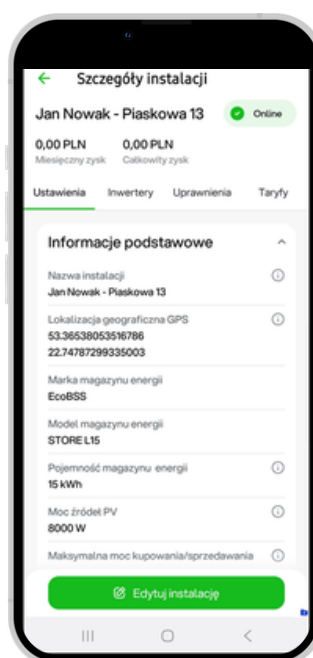 Szczegóły instalacji
Jan Nowak - Piaskowa 13
Online
0,00 PLN 0,00 PLN
Miesięczny zysk Całkowity zysk
Ustawienia Inwertery Uprawnienia Taryfy
Informacje podstawowe
Nazwa instalacji
Jan Nowak - Piaskowa 13
Lokalizacja geograficzna GPS
53.36538053516786
22.74787299335003
Marka magazynu energii
EcoBSS
Model magazynu energii
STORE L15
Pojemność magazynu energii
15 kWh
Moc źródeł PV
8000 W
Maksymalna moc kupowania/sprzedawania
Edytuj instalację